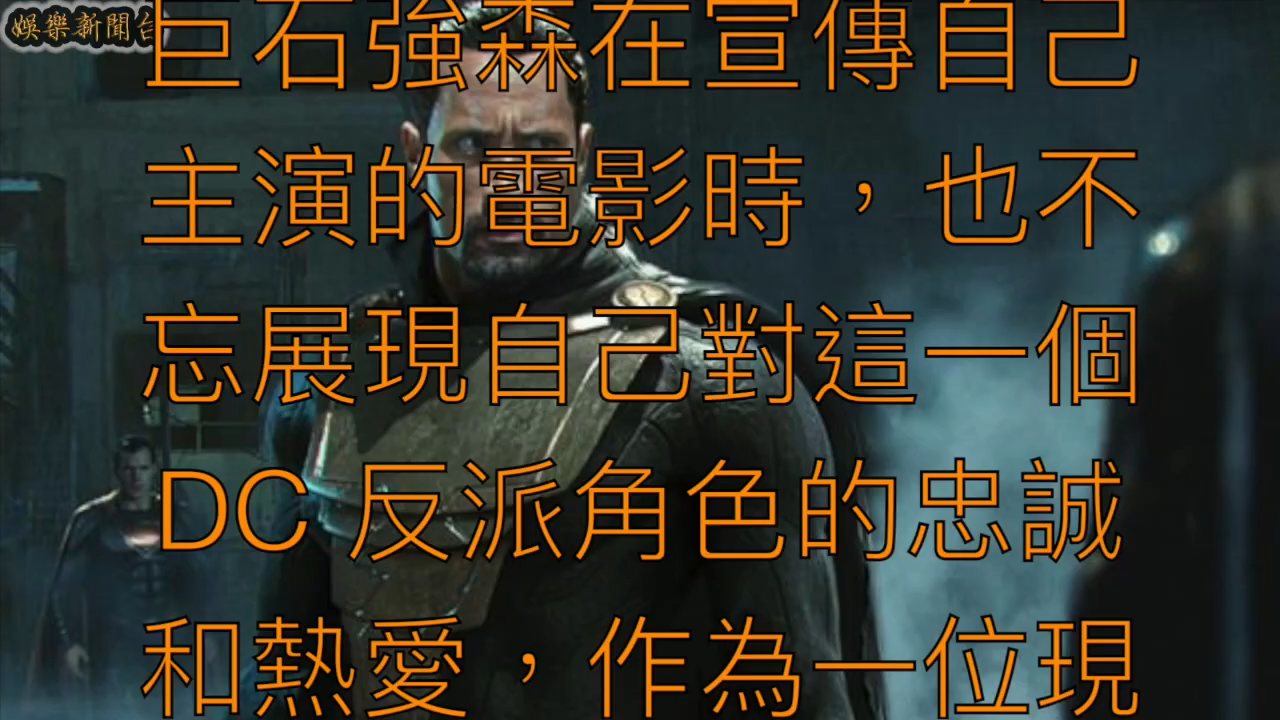 娛樂新聞台
巨石強森在宣傳自己
主演的電影時，也不
忘展現自己對這一個
DC 反派角色的忠誠
和熱愛，作為一位現